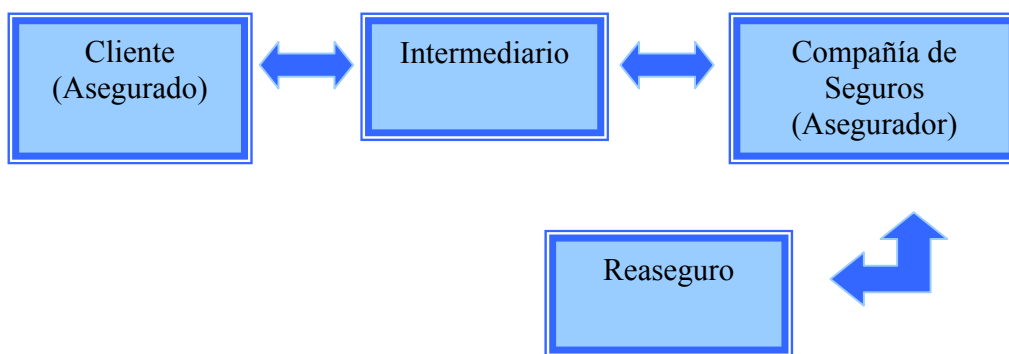 Cliente
(Asegurado)
Intermediario
Compañía de
Seguros
(Asegurador)
Reaseguro